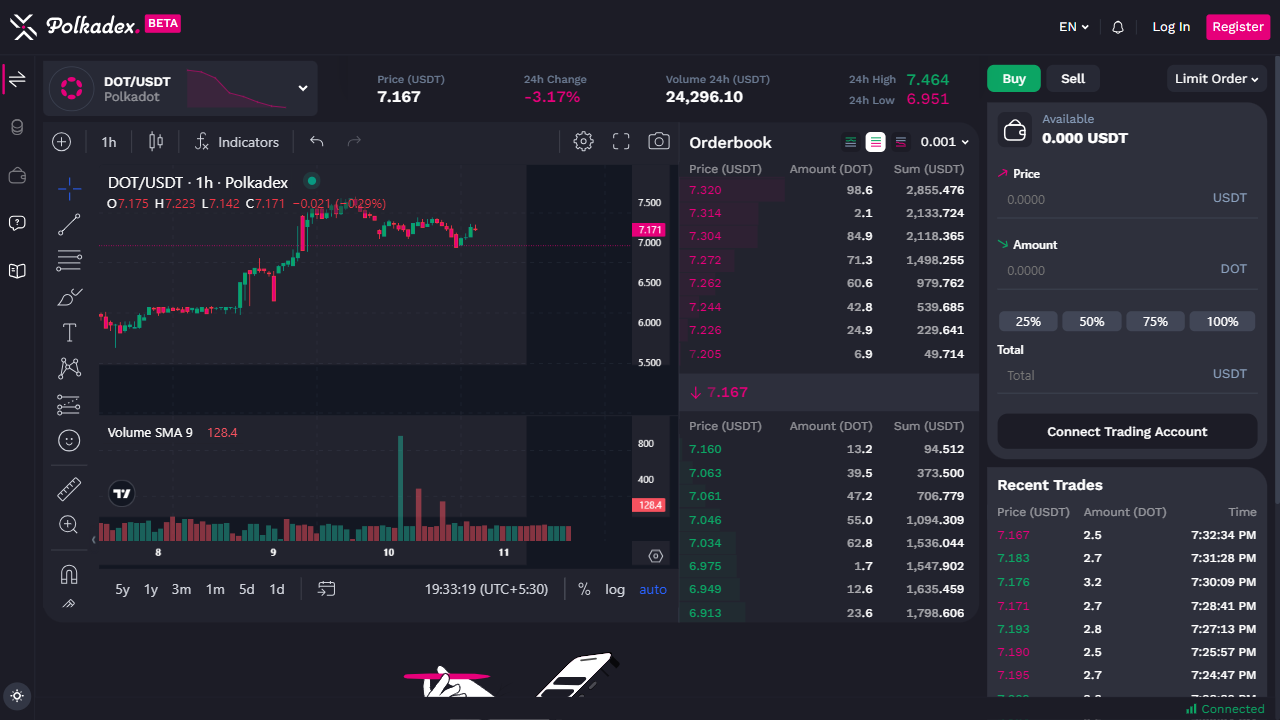 Polkadex.
BETA
EN
Log In
Register
DOT/USDT
Polkadot
Price (USDT)
7.167
24h Change
-3.17%
Volume 24h (USDT)
24,296.10
24h High 7.464
24h Low 6.951
Buy
Sell
Limit Order
1h
Indicators
DOT/USDT · 1h · Polkadex
O7.175 H7.223 L7.142 C7.171 −0.021 (−0.29%)
7.500
7.171
7.000
6.500
6.000
5.500
Volume SMA 9 128.4
800
400
128.4
8 9 10 11
5y 1y 3m 1m 5d 1d
19:33:19 (UTC+5:30)
% log auto
Orderbook
0.001
Price (USDT) Amount (DOT) Sum (USDT)
7.320 98.6 2,855.476
7.314 2.1 2,133.724
7.304 84.9 2,118.365
7.272 71.3 1,498.255
7.262 60.6 979.762
7.244 42.8 539.685
7.226 24.9 229.641
7.205 6.9 49.714
7.167
Price (USDT) Amount (DOT) Sum (USDT)
7.160 13.2 94.512
7.063 39.5 373.500
7.061 47.2 706.779
7.046 55.0 1,094.309
7.034 62.8 1,536.044
6.975 1.7 1,547.902
6.949 12.6 1,635.459
6.913 23.6 1,798.606
Available
0.000 USDT
Price
0.0000 USDT
Amount
0.0000 DOT
25% 50% 75% 100%
Total
Total USDT
Connect Trading Account
Recent Trades
Price (USDT) Amount (DOT) Time
7.167 2.5 7:32:34 PM
7.183 2.7 7:31:28 PM
7.176 3.2 7:30:09 PM
7.171 2.7 7:28:41 PM
7.193 2.8 7:27:13 PM
7.190 2.5 7:25:57 PM
7.195 2.7 7:24:47 PM
Connected